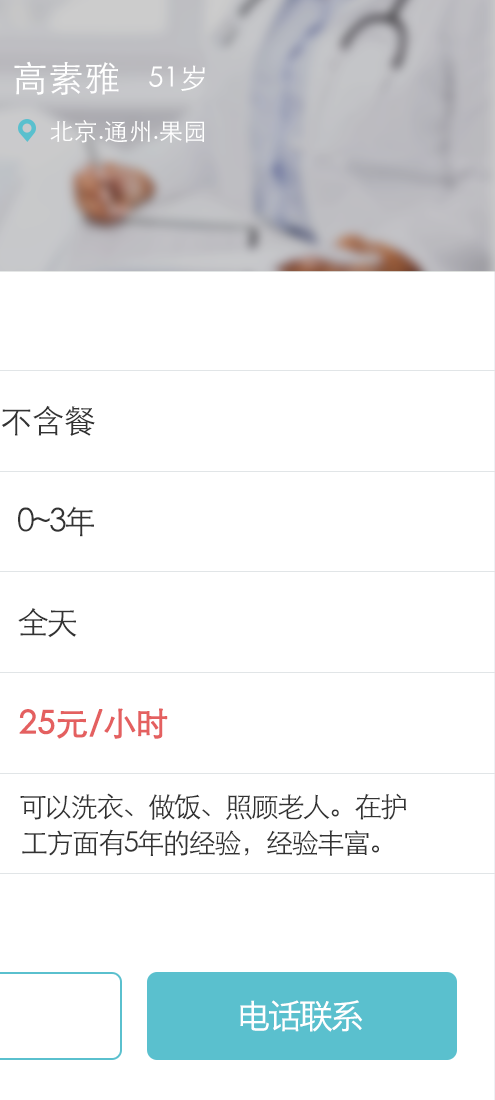 高素雅 51岁
北京.通州.果园
不含餐
0~3年
全天
25元/小时
可以洗衣、做饭、照顾老人。在护
工方面有5年的经验，经验丰富。
电话联系